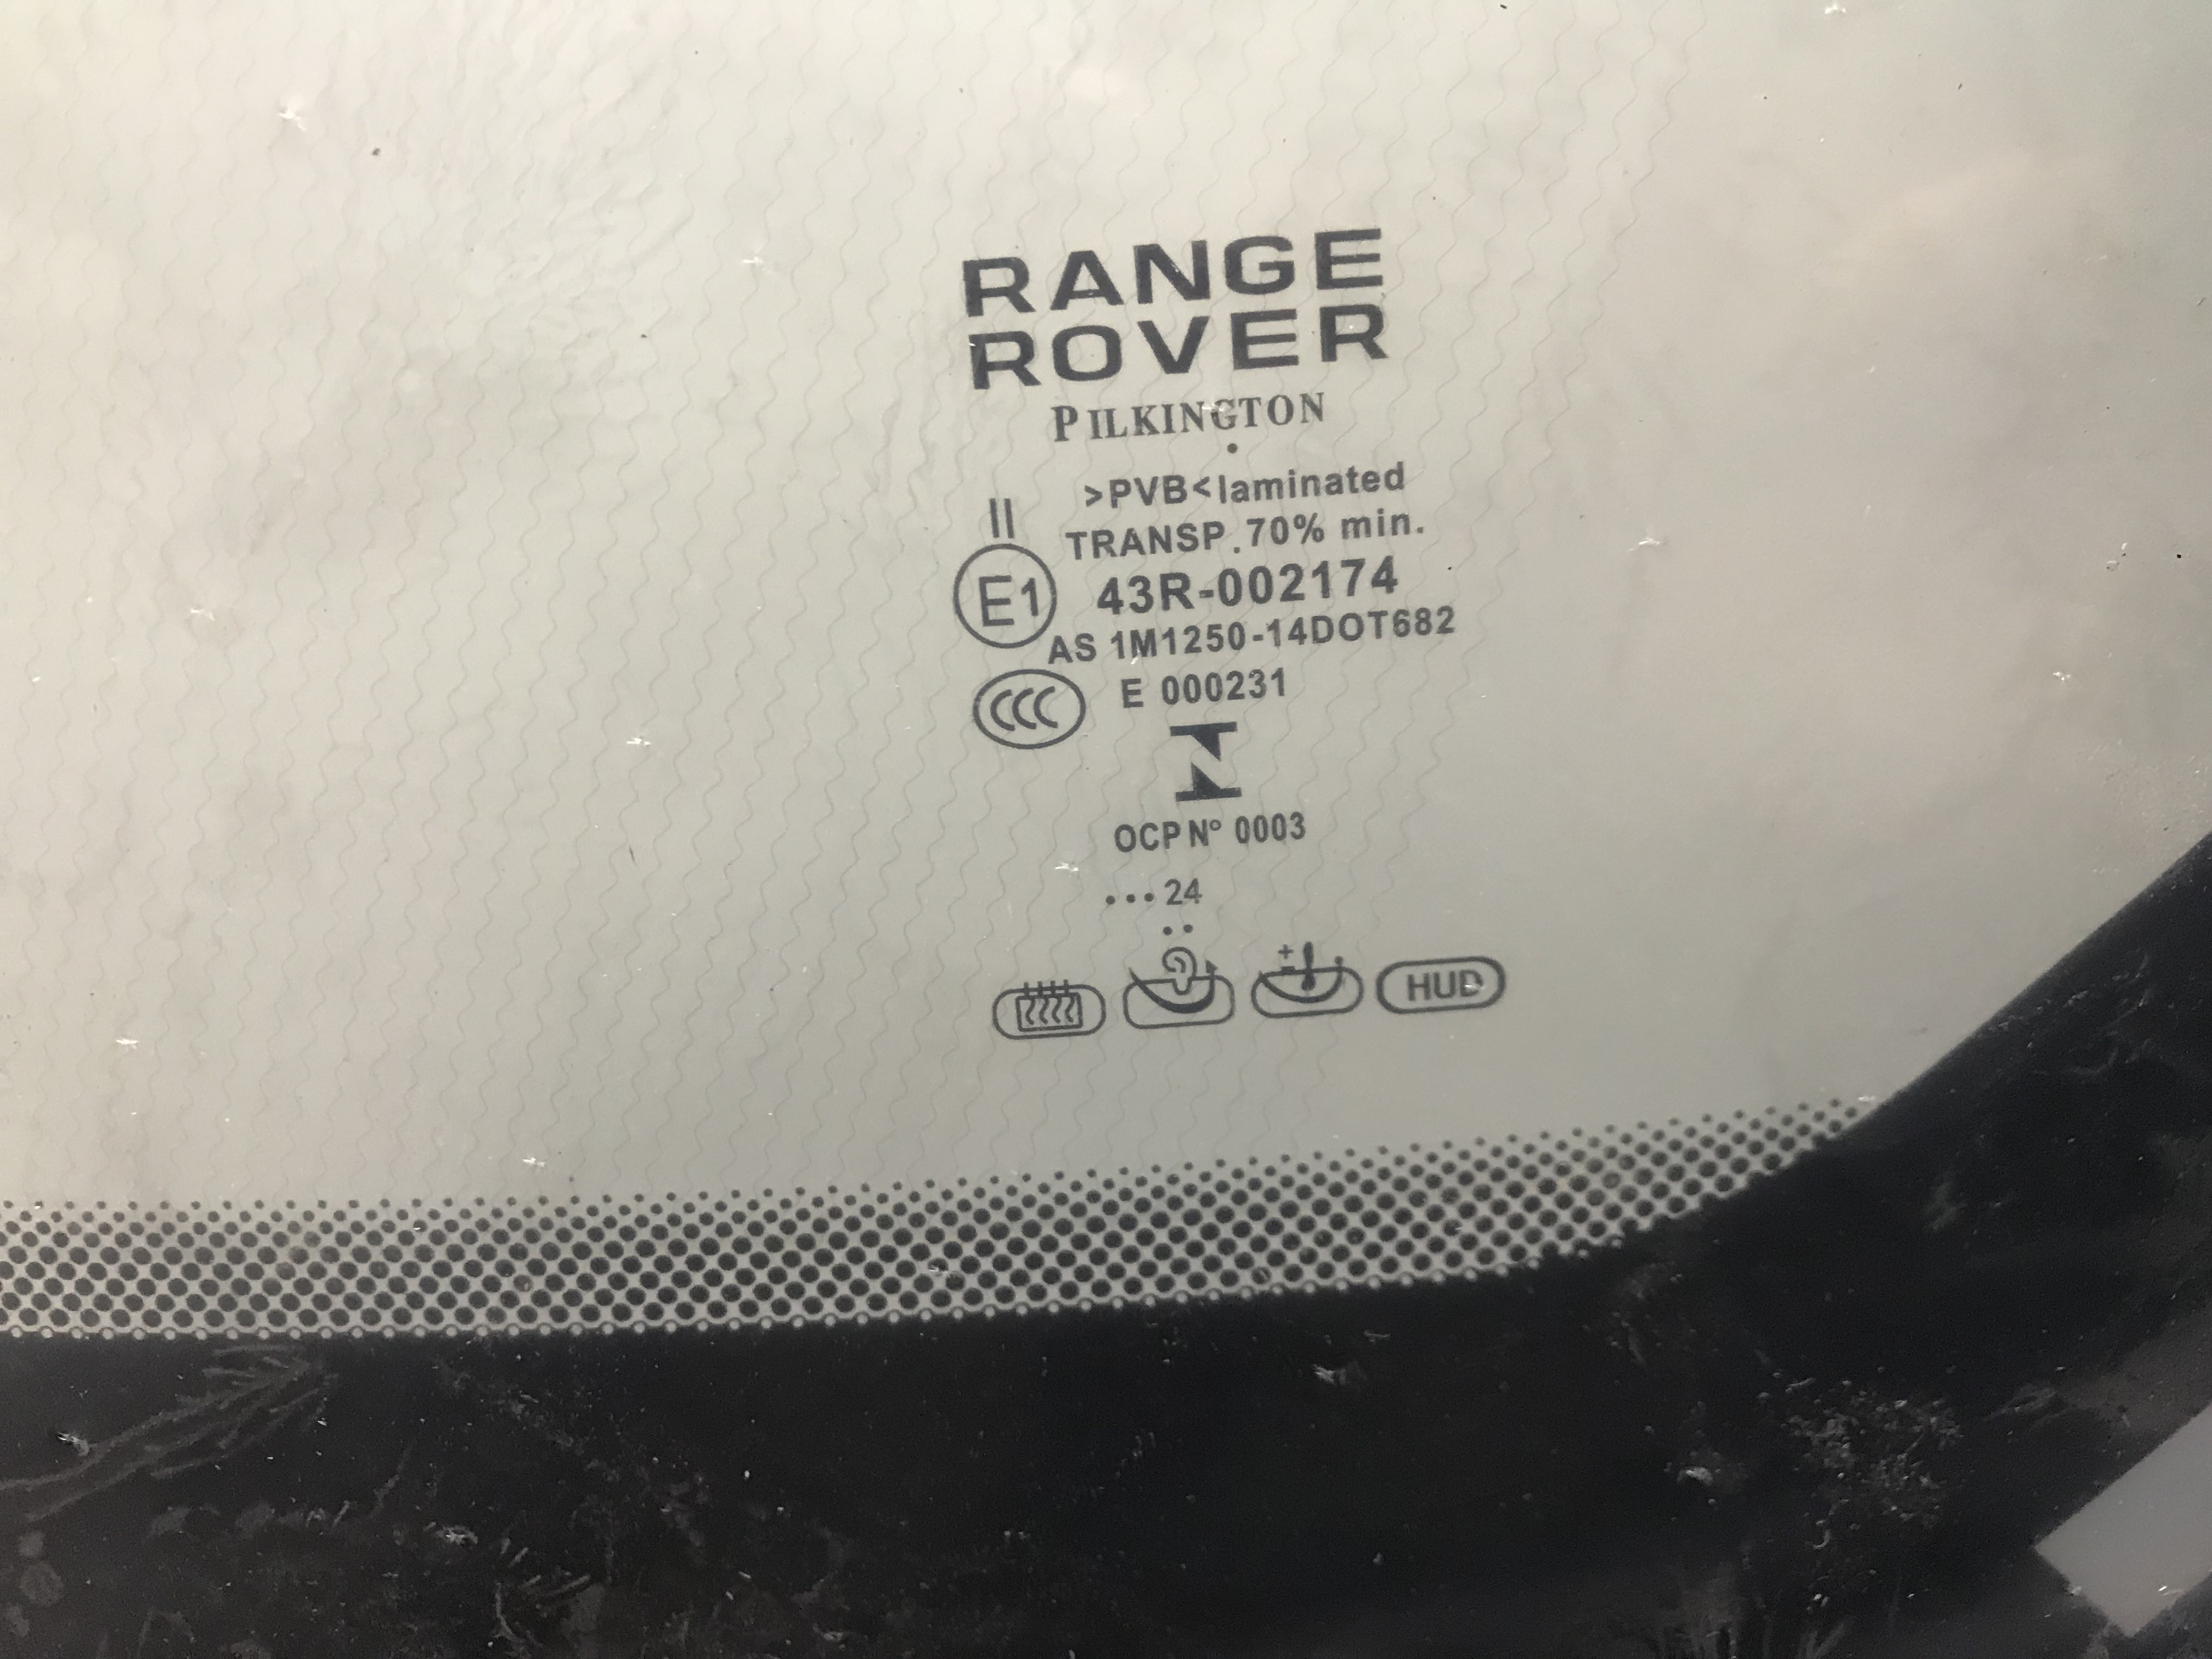 RANGE
ROVER
PILKINGTON
>PVB<laminated
II
TRANSP. 70% min.
E1 43R-002174
AS 1M1250-14DOT682
CCC E 000231
OCP N° 0003
...24
..
HUD